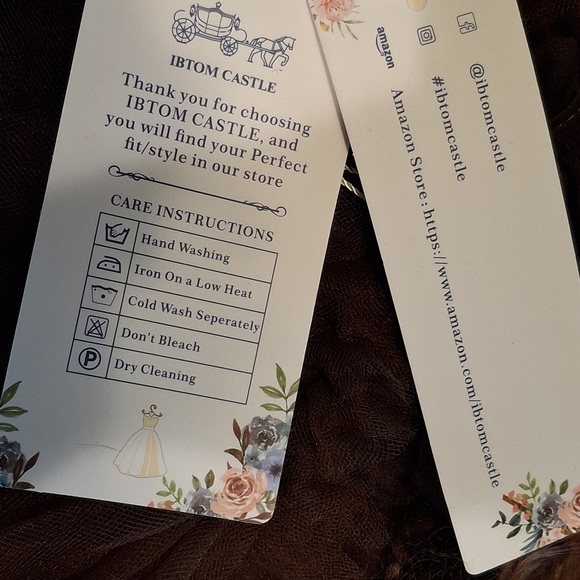 IBTOM CASTLE
Thank you for choosing
IBTOM CASTLE, and
you will find your Perfect
fit/style in our store
CARE INSTRUCTIONS
Hand Washing
Iron On a Low Heat
Cold Wash Seperately
Don't Bleach
P Dry Cleaning
f @ibtomcastle
#ibtomcastle
amazon Amazon Store: https://www.amazon.com/ibtomcastle